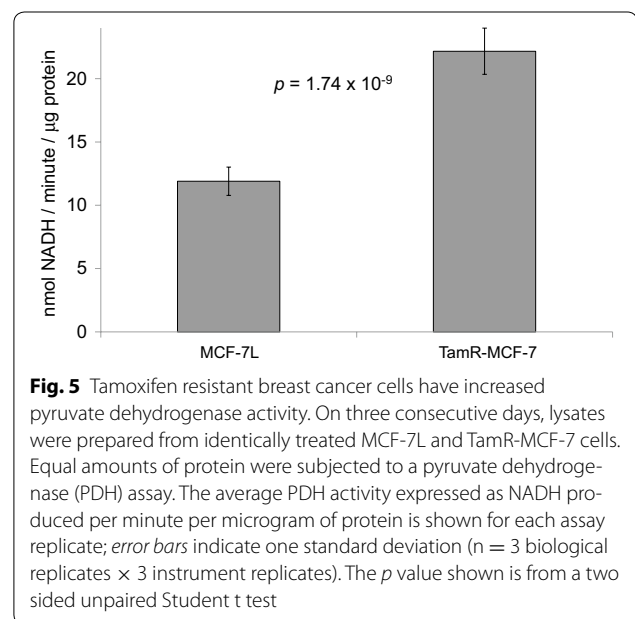 20
15
10
5
0
nmol NADH / minute / µg protein
p = 1.74 x 10-9
MCF-7L
TamR-MCF-7
Fig. 5 Tamoxifen resistant breast cancer cells have increased
pyruvate dehydrogenase activity. On three consecutive days, lysates
were prepared from identically treated MCF-7L and TamR-MCF-7 cells.
Equal amounts of protein were subjected to a pyruvate dehydroge-
nase (PDH) assay. The average PDH activity expressed as NADH pro-
duced per minute per microgram of protein is shown for each assay
replicate; error bars indicate one standard deviation (n = 3 biological
replicates × 3 instrument replicates). The p value shown is from a two
sided unpaired Student t test